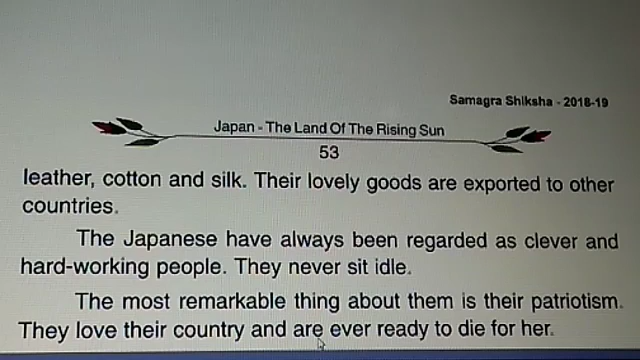 Samagra Shiksha - 2018-19
Japan - The Land Of The Rising Sun
53
leather, cotton and silk. Their lovely goods are exported to other
countries.
The Japanese have always been regarded as clever and
hard-working people. They never sit idle.
The most remarkable thing about them is their patriotism.
They love their country and are ever ready to die for her.